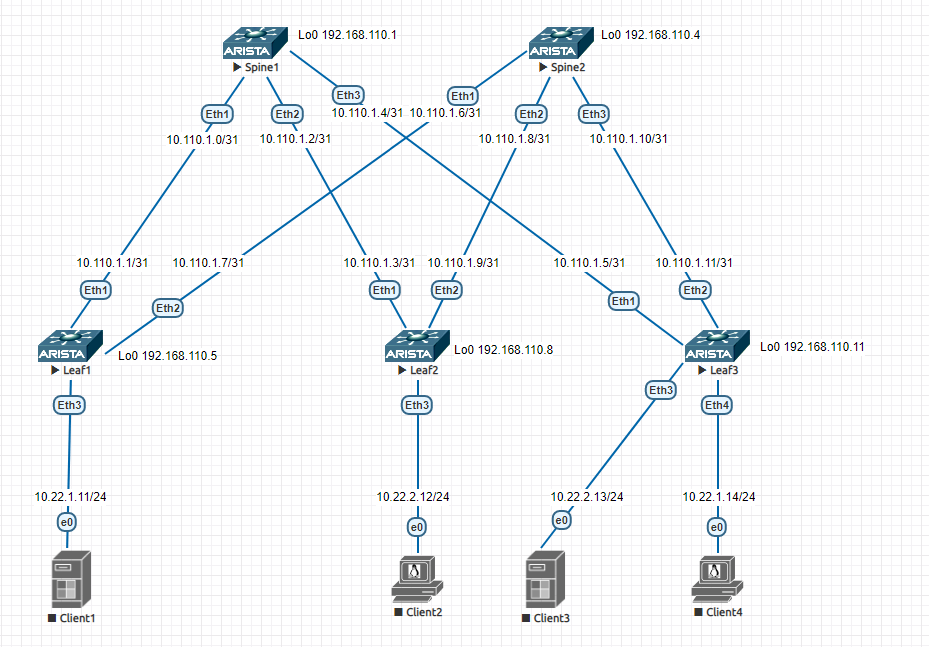 Lo0 192.168.110.1
Lo0 192.168.110.4
ARISTA
ARISTA
Spine1
Spine2
Eth3
Eth1
Eth1
Eth2
Eth2
Eth3
10.110.1.4/31
10.110.1.6/31
10.110.1.0/31
10.110.1.2/31
10.110.1.8/31
10.110.1.10/31
10.110.1.1/31
10.110.1.7/31
10.110.1.3/31
10.110.1.9/31
10.110.1.5/31
10.110.1.11/31
Eth1
Eth2
Eth1
Eth2
Eth1
Eth2
ARISTA
Lo0 192.168.110.5
ARISTA
Lo0 192.168.110.8
ARISTA
Lo0 192.168.110.11
Leaf1
Leaf2
Leaf3
Eth3
Eth3
Eth3
Eth4
10.22.1.11/24
10.22.2.12/24
10.22.2.13/24
10.22.1.14/24
e0
e0
e0
e0
Client1
Client2
Client3
Client4